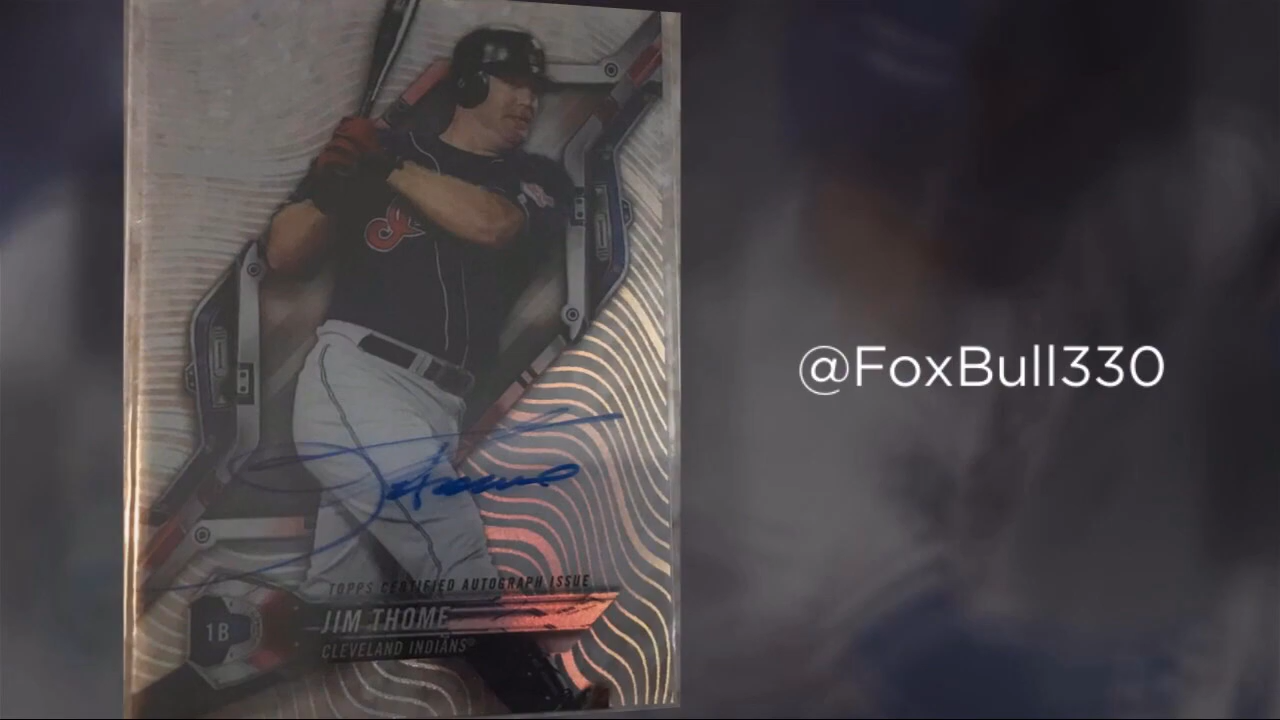 TOPPS CERTIFIED AUTOGRAPH ISSUE
1B
JIM THOME
CLEVELAND INDIANS®
@FoxBull330